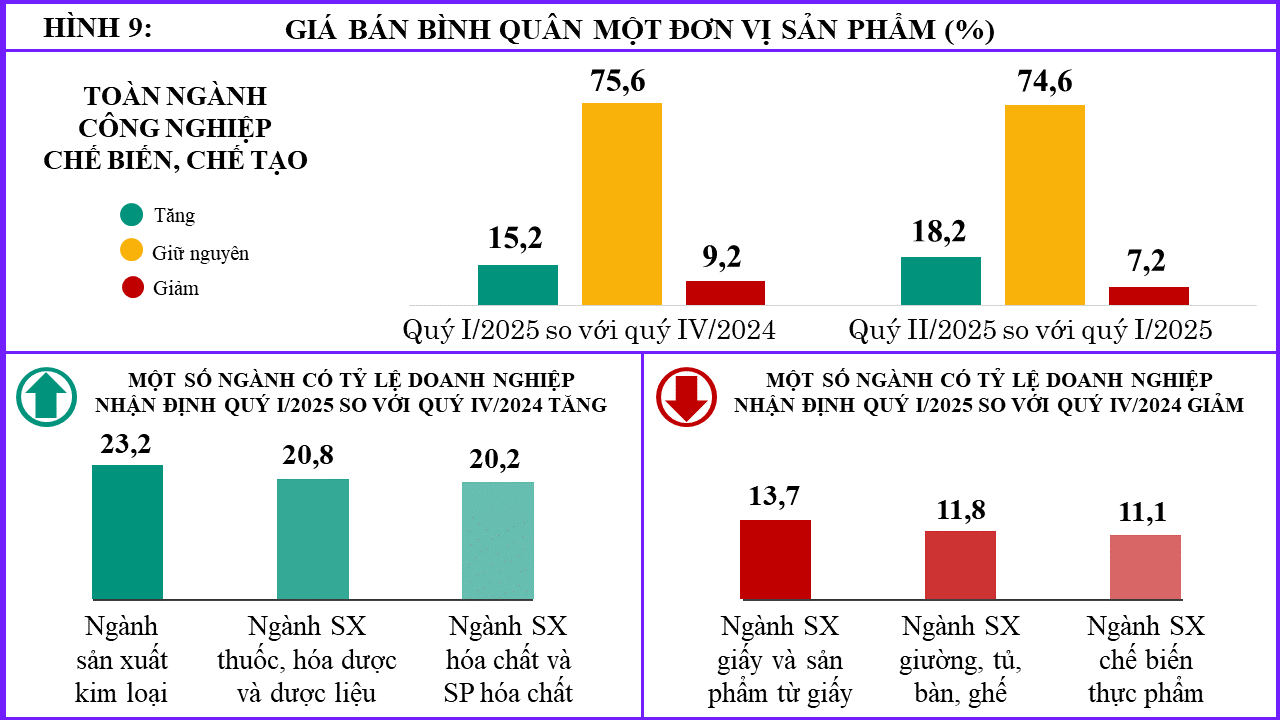 HÌNH 9:
GIÁ BÁN BÌNH QUÂN MỘT ĐƠN VỊ SẢN PHẨM (%)
TOÀN NGÀNH
CÔNG NGHIỆP
CHẾ BIẾN, CHẾ TẠO
Tăng
Giữ nguyên
Giảm
15,2
75,6
9,2
Quý I/2025 so với quý IV/2024
18,2
74,6
7,2
Quý II/2025 so với quý I/2025
MỘT SỐ NGÀNH CÓ TỶ LỆ DOANH NGHIỆP
NHẬN ĐỊNH QUÝ I/2025 SO VỚI QUÝ IV/2024 TĂNG
23,2
20,8
20,2
Ngành
sản xuất
kim loại
Ngành SX
thuốc, hóa dược
và dược liệu
Ngành SX
hóa chất và
SP hóa chất
MỘT SỐ NGÀNH CÓ TỶ LỆ DOANH NGHIỆP
NHẬN ĐỊNH QUÝ I/2025 SO VỚI QUÝ IV/2024 GIẢM
13,7
11,8
11,1
Ngành SX
giấy và sản
phẩm từ giấy
Ngành SX
giường, tủ,
bàn, ghế
Ngành SX
chế biến
thực phẩm